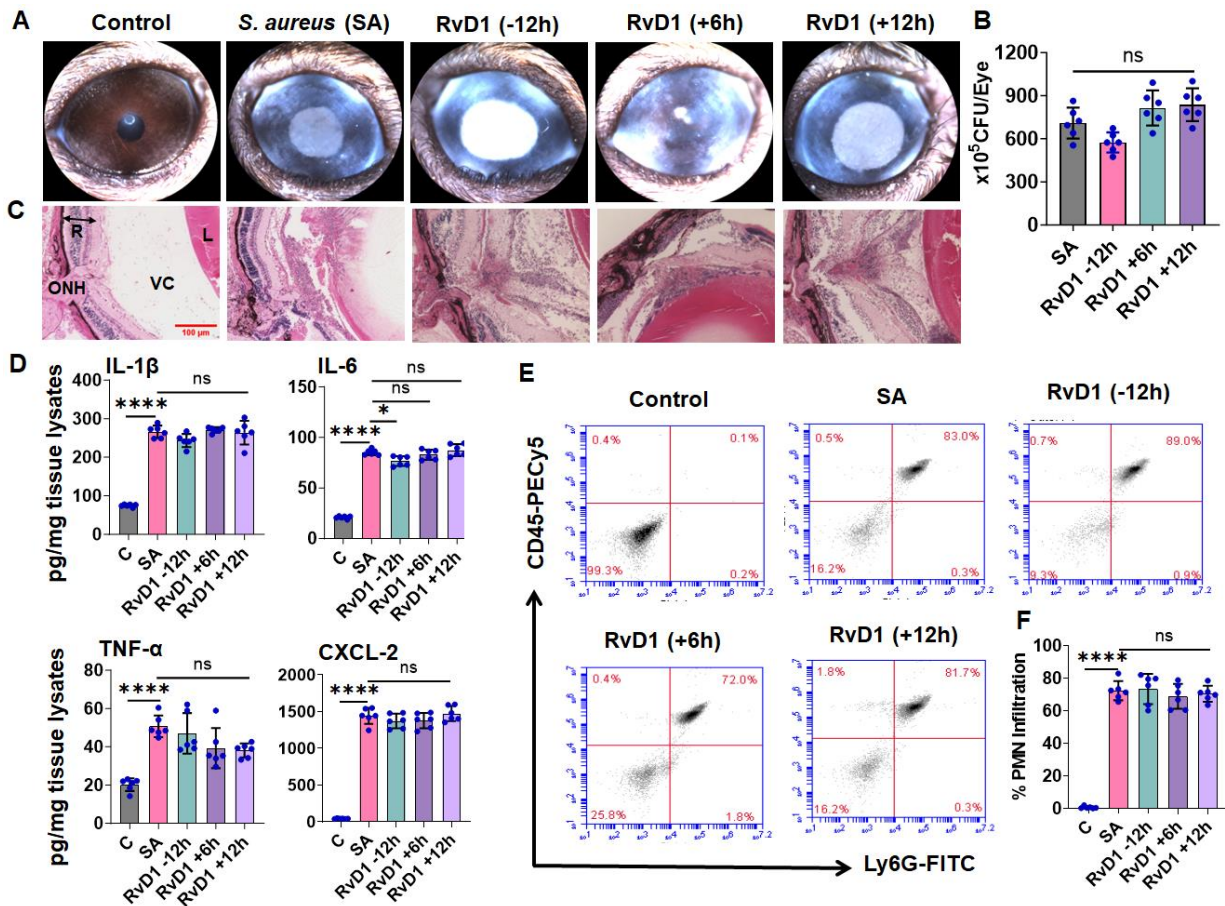 A
Control
S. aureus (SA)
RvD1 (-12h)
RvD1 (+6h)
RvD1 (+12h)
B
1200
900
600
300
0
x10⁵CFU/Eye
ns
SA
RvD1 -12h
RvD1 +6h
RvD1 +12h
C
R
L
ONH
VC
100 µm
D
pg/mg tissue lysates
IL-1β
400
300
200
100
0
****
ns
C
SA
RvD1 -12h
RvD1 +6h
RvD1 +12h
IL-6
150
100
50
0
****
*
ns
ns
C
SA
RvD1 -12h
RvD1 +6h
RvD1 +12h
pg/mg tissue lysates
TNF-α
80
60
40
20
0
****
ns
C
SA
RvD1 -12h
RvD1 +6h
RvD1 +12h
CXCL-2
2000
1500
1000
500
0
****
ns
C
SA
RvD1 -12h
RvD1 +6h
RvD1 +12h
E
CD45-PECy5
Ly6G-FITC
Control
0.4% 0.1%
99.3% 0.2%
SA
0.5% 83.0%
16.2% 0.3%
RvD1 (-12h)
0.7% 89.0%
9.3% 0.9%
RvD1 (+6h)
0.4% 72.0%
25.8% 1.8%
RvD1 (+12h)
1.8% 81.7%
16.2% 0.3%
F
% PMN Infiltration
100
80
60
40
20
0
****
ns
C
SA
RvD1 -12h
RvD1 +6h
RvD1 +12h